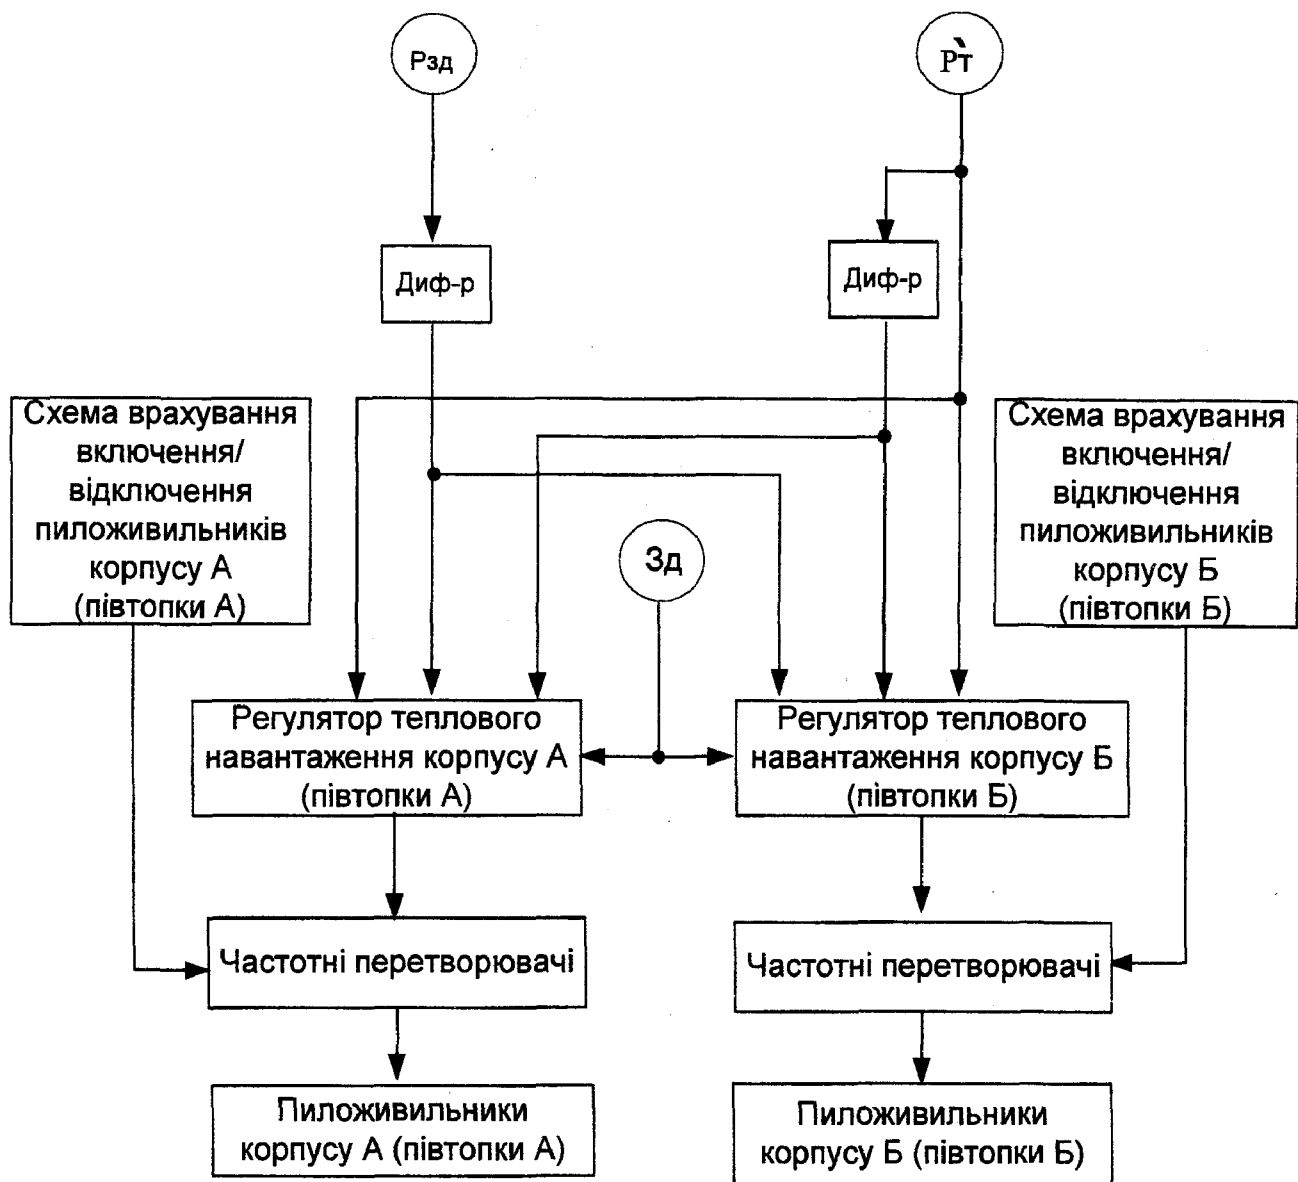 Рзд
Рт
Диф-р
Диф-р
Схема врахування
включення/
відключення
пиложивильників
корпусу А
(півтопки А)
Схема врахування
включення/
відключення
пиложивильників
корпусу Б
(півтопки Б)
Зд
Регулятор теплового
навантаження корпусу А
(півтопки А)
Регулятор теплового
навантаження корпусу Б
(півтопки Б)
Частотні перетворювачі
Частотні перетворювачі
Пиложивильники
корпусу А (півтопки А)
Пиложивильники
корпусу Б (півтопки Б)